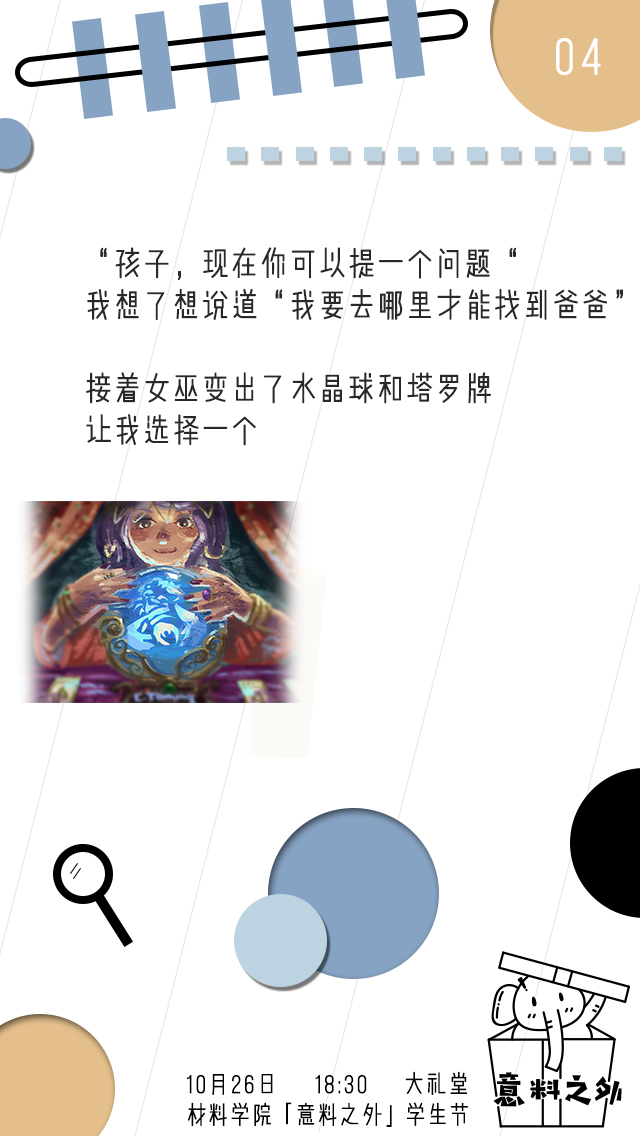 04
“孩子，现在你可以提一个问题“
我想了想说道“我要去哪里才能找到爸爸”
接着女巫变出了水晶球和塔罗牌
让我选择一个
意料之外
10月26日 18:30 大礼堂
材料学院「意料之外」学生节